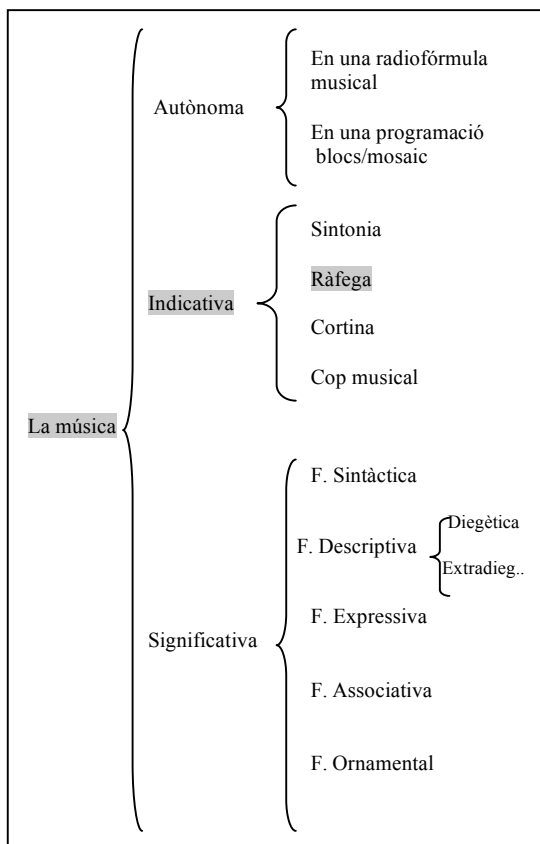 En una radiofórmula
musical
Autònoma
En una programació
blocs/mosaic
Sintonia
Ràfega
Indicativa
Cortina
Cop musical
La música
F. Sintàctica
Diegètica
F. Descriptiva
Extradieg..
F. Expressiva
Significativa
F. Associativa
F. Ornamental